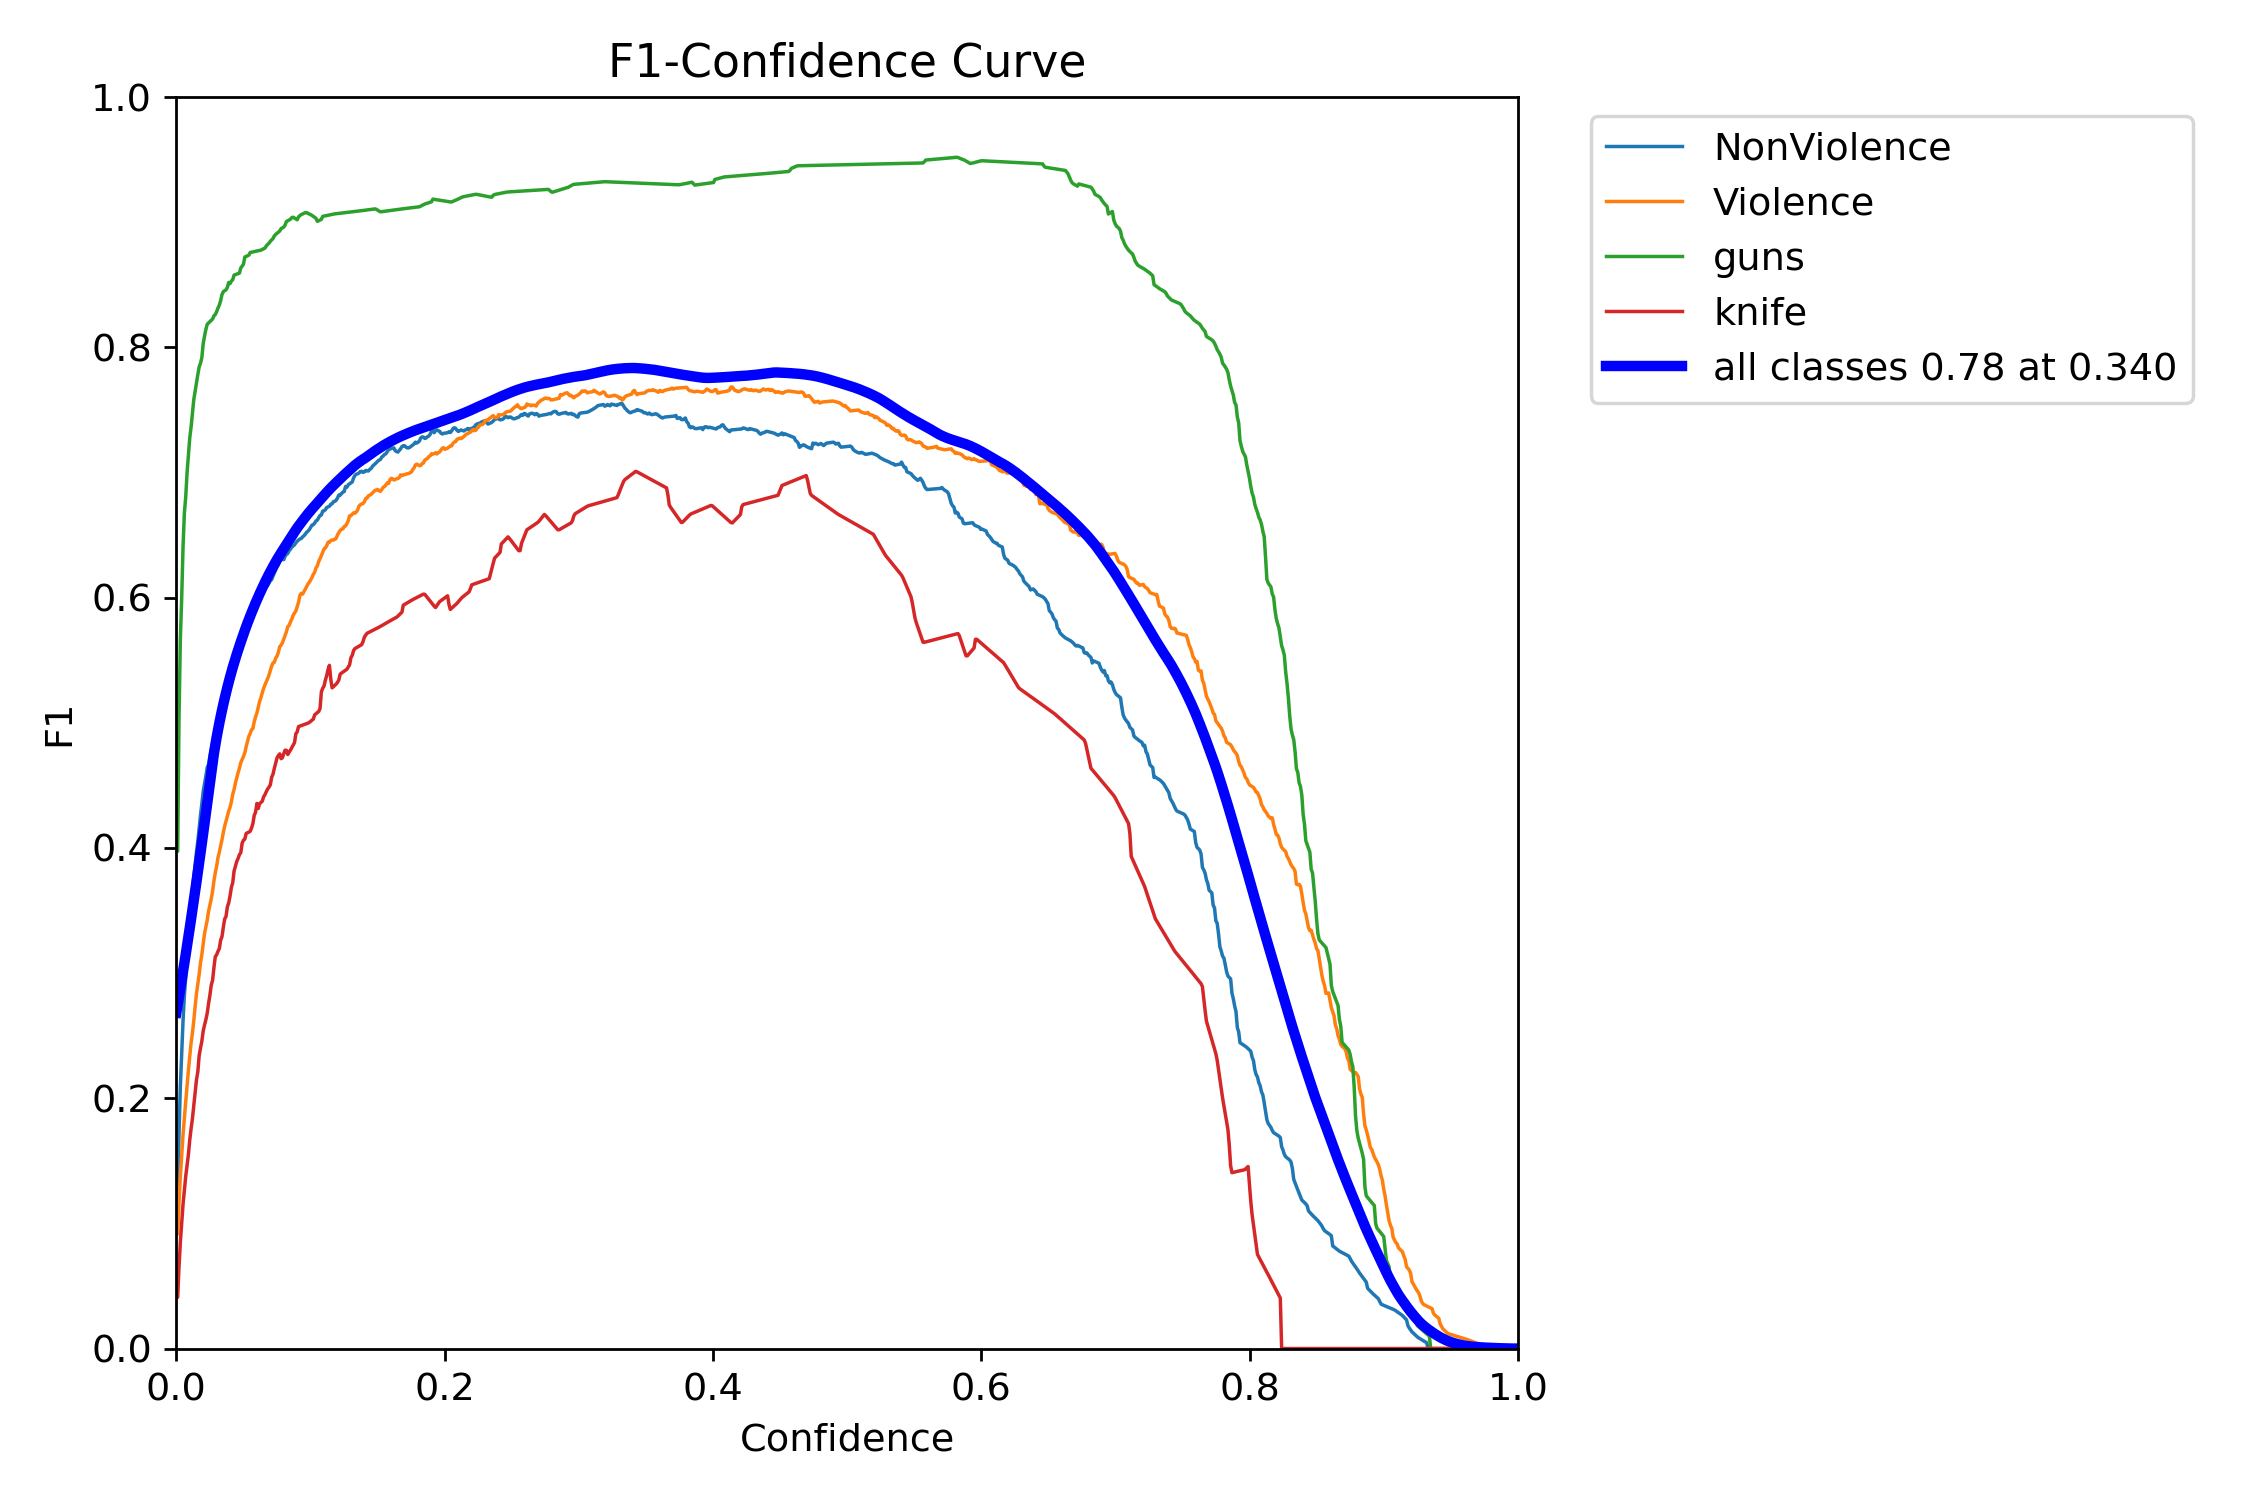 F1-Confidence Curve
1.0
0.8
0.6
0.4
0.2
0.0
F1
0.0 0.2 0.4 0.6 0.8 1.0
Confidence
NonViolence
Violence
guns
knife
all classes 0.78 at 0.340